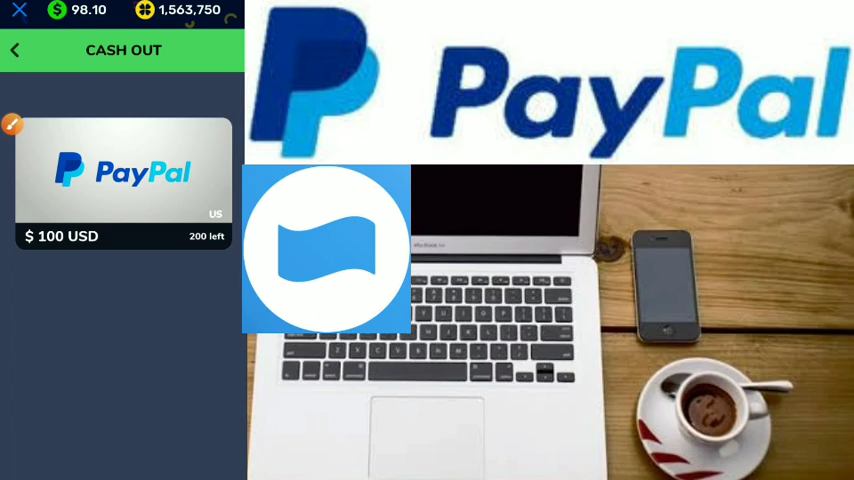 98.10
1,563,750
CASH OUT
PayPal
US
$ 100 USD
200 left
PayPal